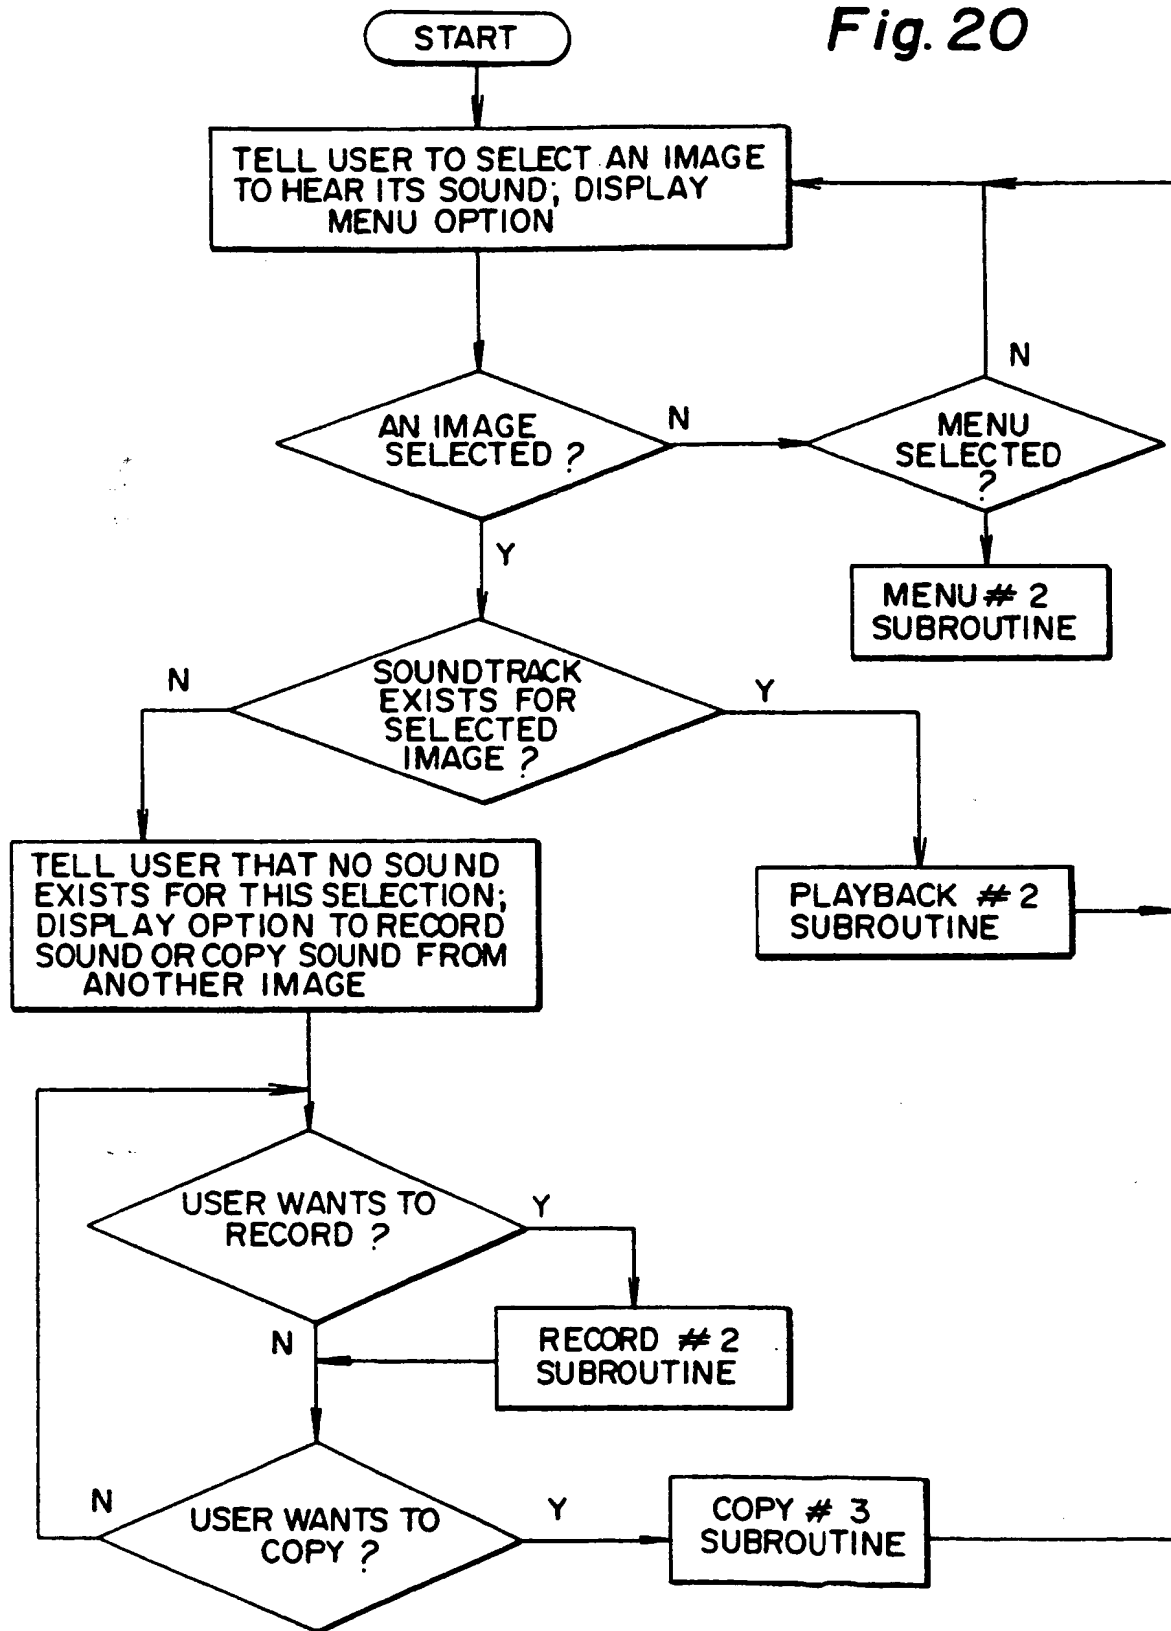 Fig. 20
START
TELL USER TO SELECT AN IMAGE
TO HEAR ITS SOUND; DISPLAY
MENU OPTION
N
AN IMAGE
SELECTED ?
N
MENU
SELECTED
?
Y
MENU # 2
SUBROUTINE
N
SOUNDTRACK
EXISTS FOR
SELECTED
IMAGE ?
Y
TELL USER THAT NO SOUND
EXISTS FOR THIS SELECTION;
DISPLAY OPTION TO RECORD
SOUND OR COPY SOUND FROM
ANOTHER IMAGE
PLAYBACK # 2
SUBROUTINE
USER WANTS TO
RECORD ?
Y
N
RECORD # 2
SUBROUTINE
N
USER WANTS TO
COPY ?
Y
COPY # 3
SUBROUTINE